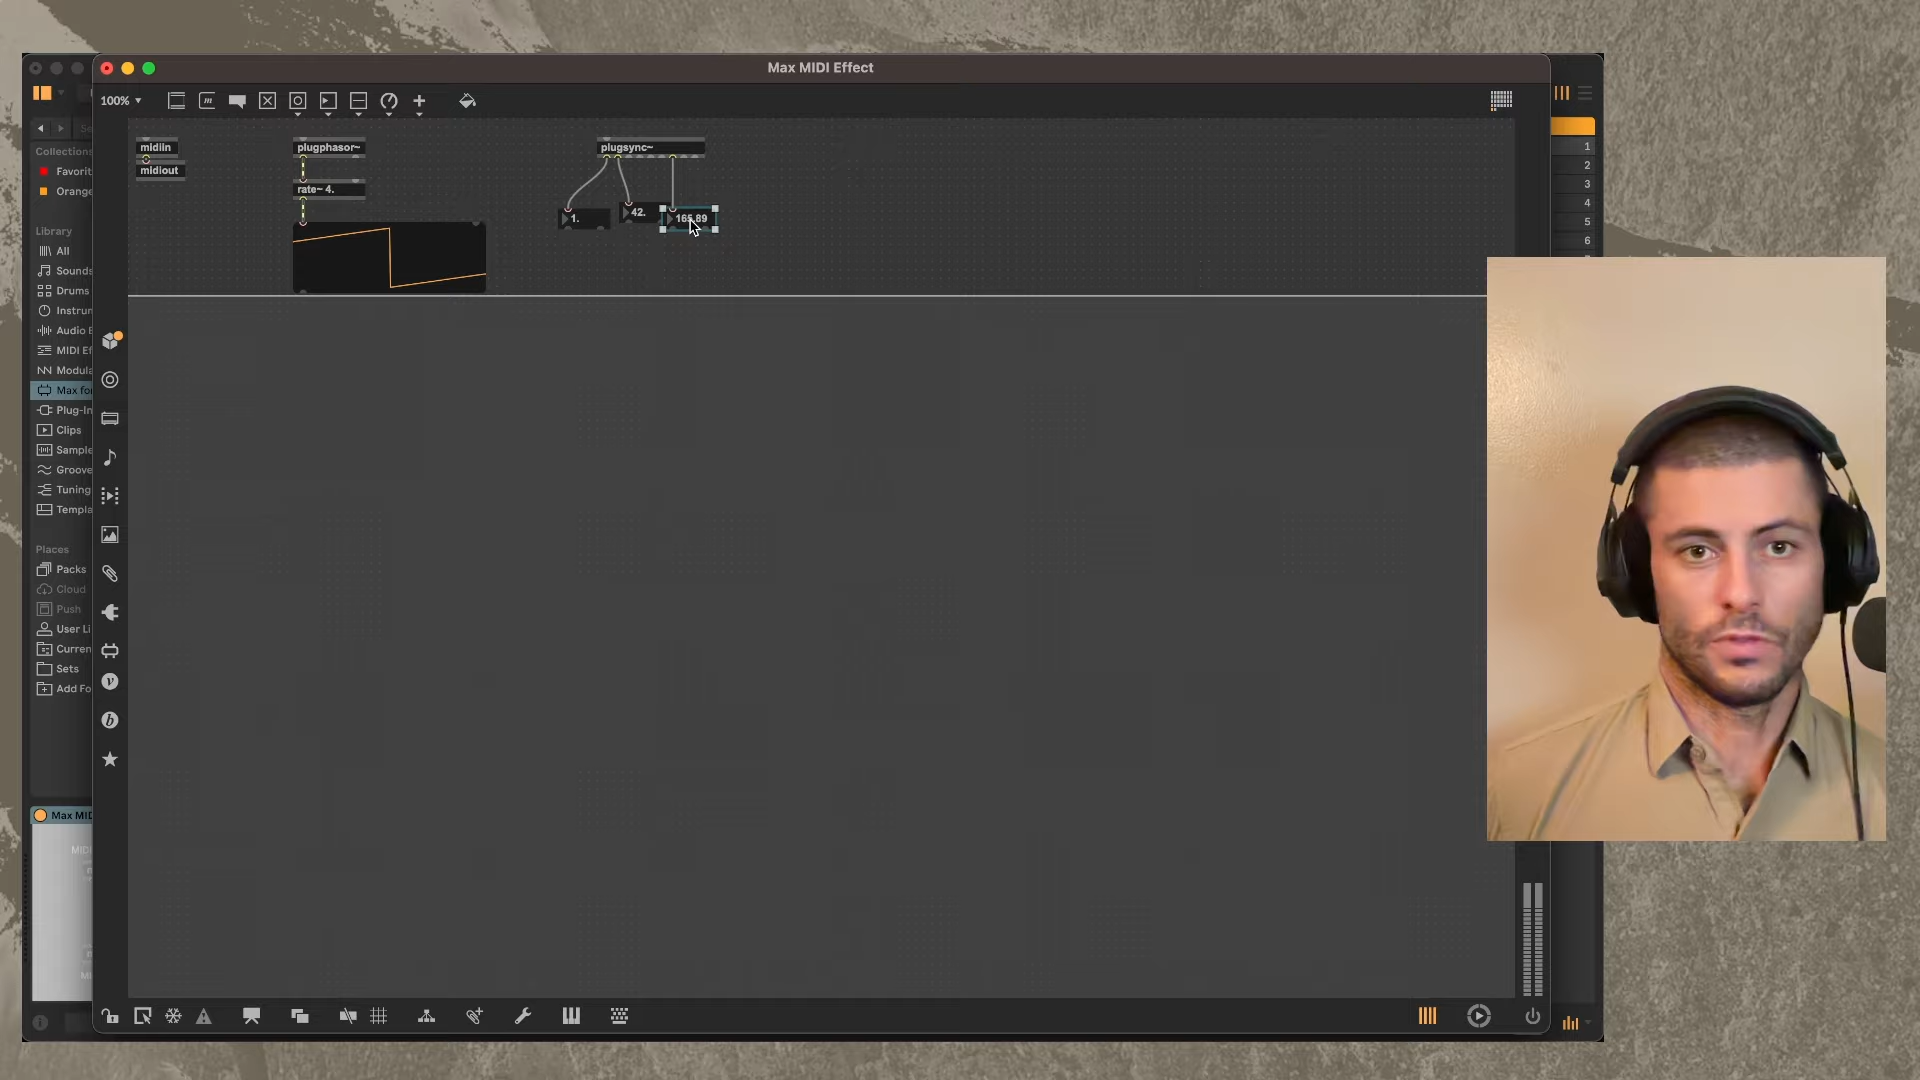 Max MIDI Effect
100%
midiin
midiout
plugphasor~
rate~ 4.
plugsync~
1.
42.
165.89
Collections
Favorit
Orange
Library
All
Sounds
Drums
Instrum
Audio E
MIDI Ef
Modula
Max fo
Plug-In
Clips
Sample
Groove
Tuning
Templa
Places
Packs
Cloud
Push
User Li
Curren
Sets
Add Fo
Max MID
1
2
3
4
5
6